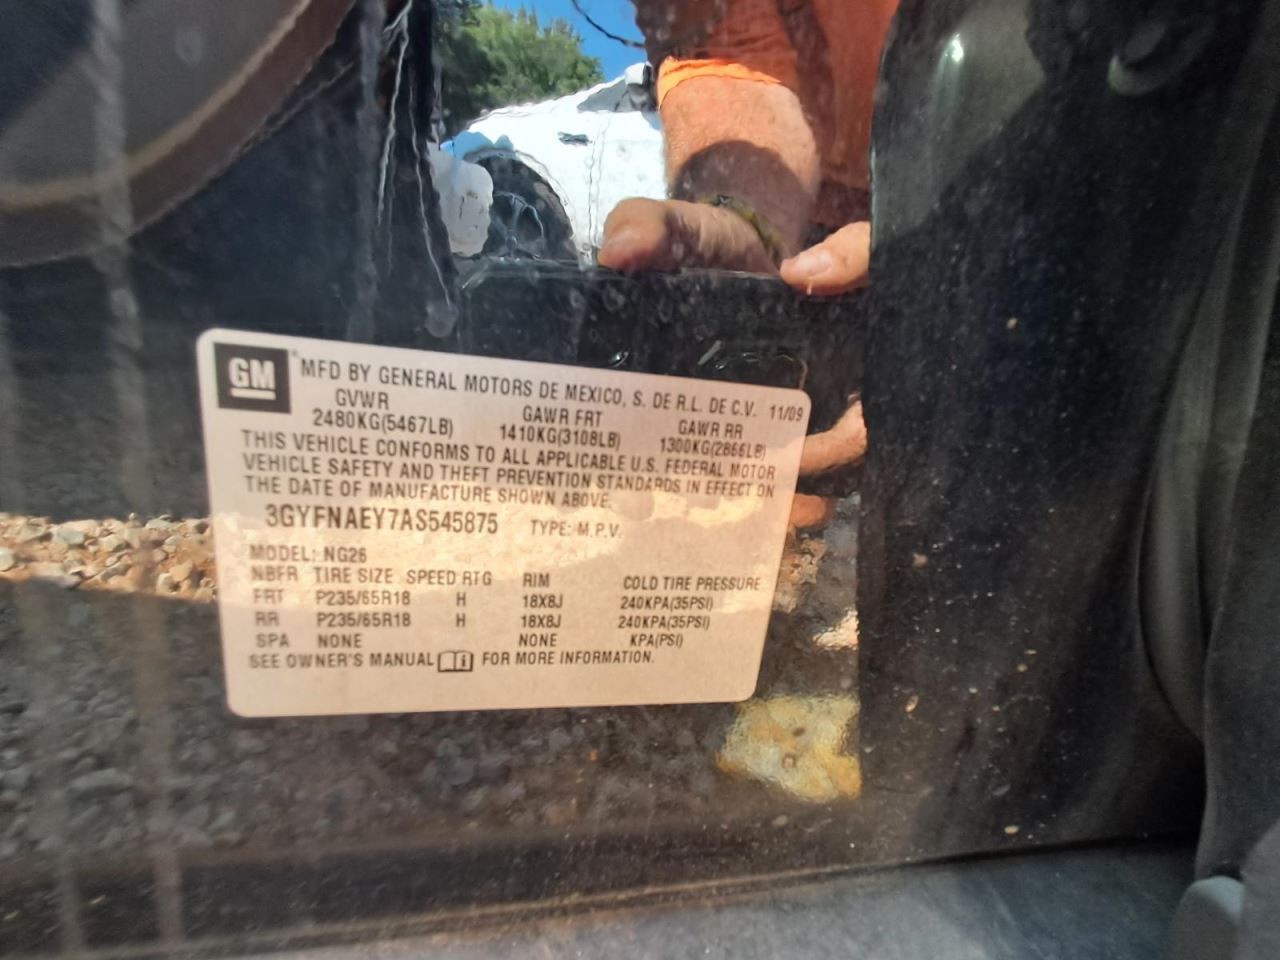 GM ® MFD BY GENERAL MOTORS DE MEXICO, S. DE R.L. DE C.V. 11/09
GVWR GAWR FRT GAWR RR
2480KG(5467LB) 1410KG(3108LB) 1300KG(2866LB)
THIS VEHICLE CONFORMS TO ALL APPLICABLE U.S. FEDERAL MOTOR
VEHICLE SAFETY AND THEFT PREVENTION STANDARDS IN EFFECT ON
THE DATE OF MANUFACTURE SHOWN ABOVE.
3GYFNAEY7AS545875 TYPE: M.P.V.
MODEL: NG26
NBFR TIRE SIZE SPEED RTG RIM COLD TIRE PRESSURE
FRT P235/65R18 H 18X8J 240KPA(35PSI)
RR P235/65R18 H 18X8J 240KPA(35PSI)
SPA NONE NONE KPA(PSI)
SEE OWNER'S MANUAL FOR MORE INFORMATION.